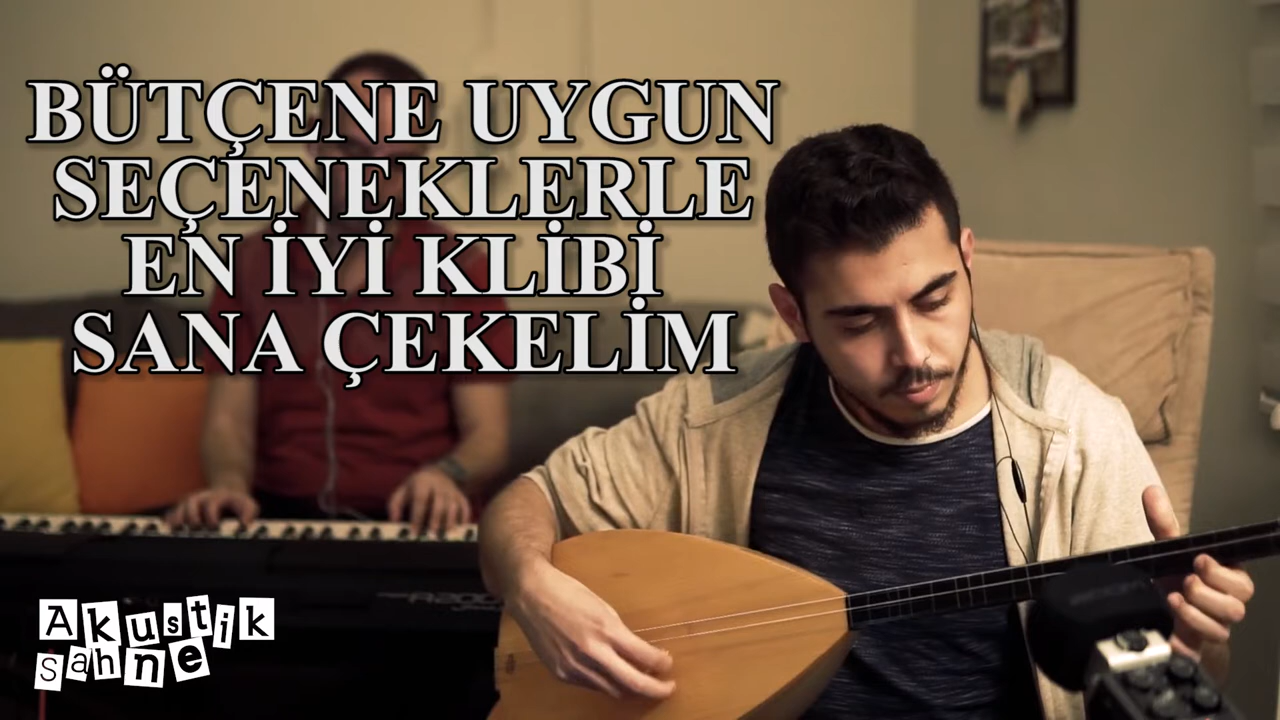 BÜTÇENE UYGUN
SEÇENEKLERLE
EN İYİ KLİBİ
SANA ÇEKELİM
Akustik
sahne